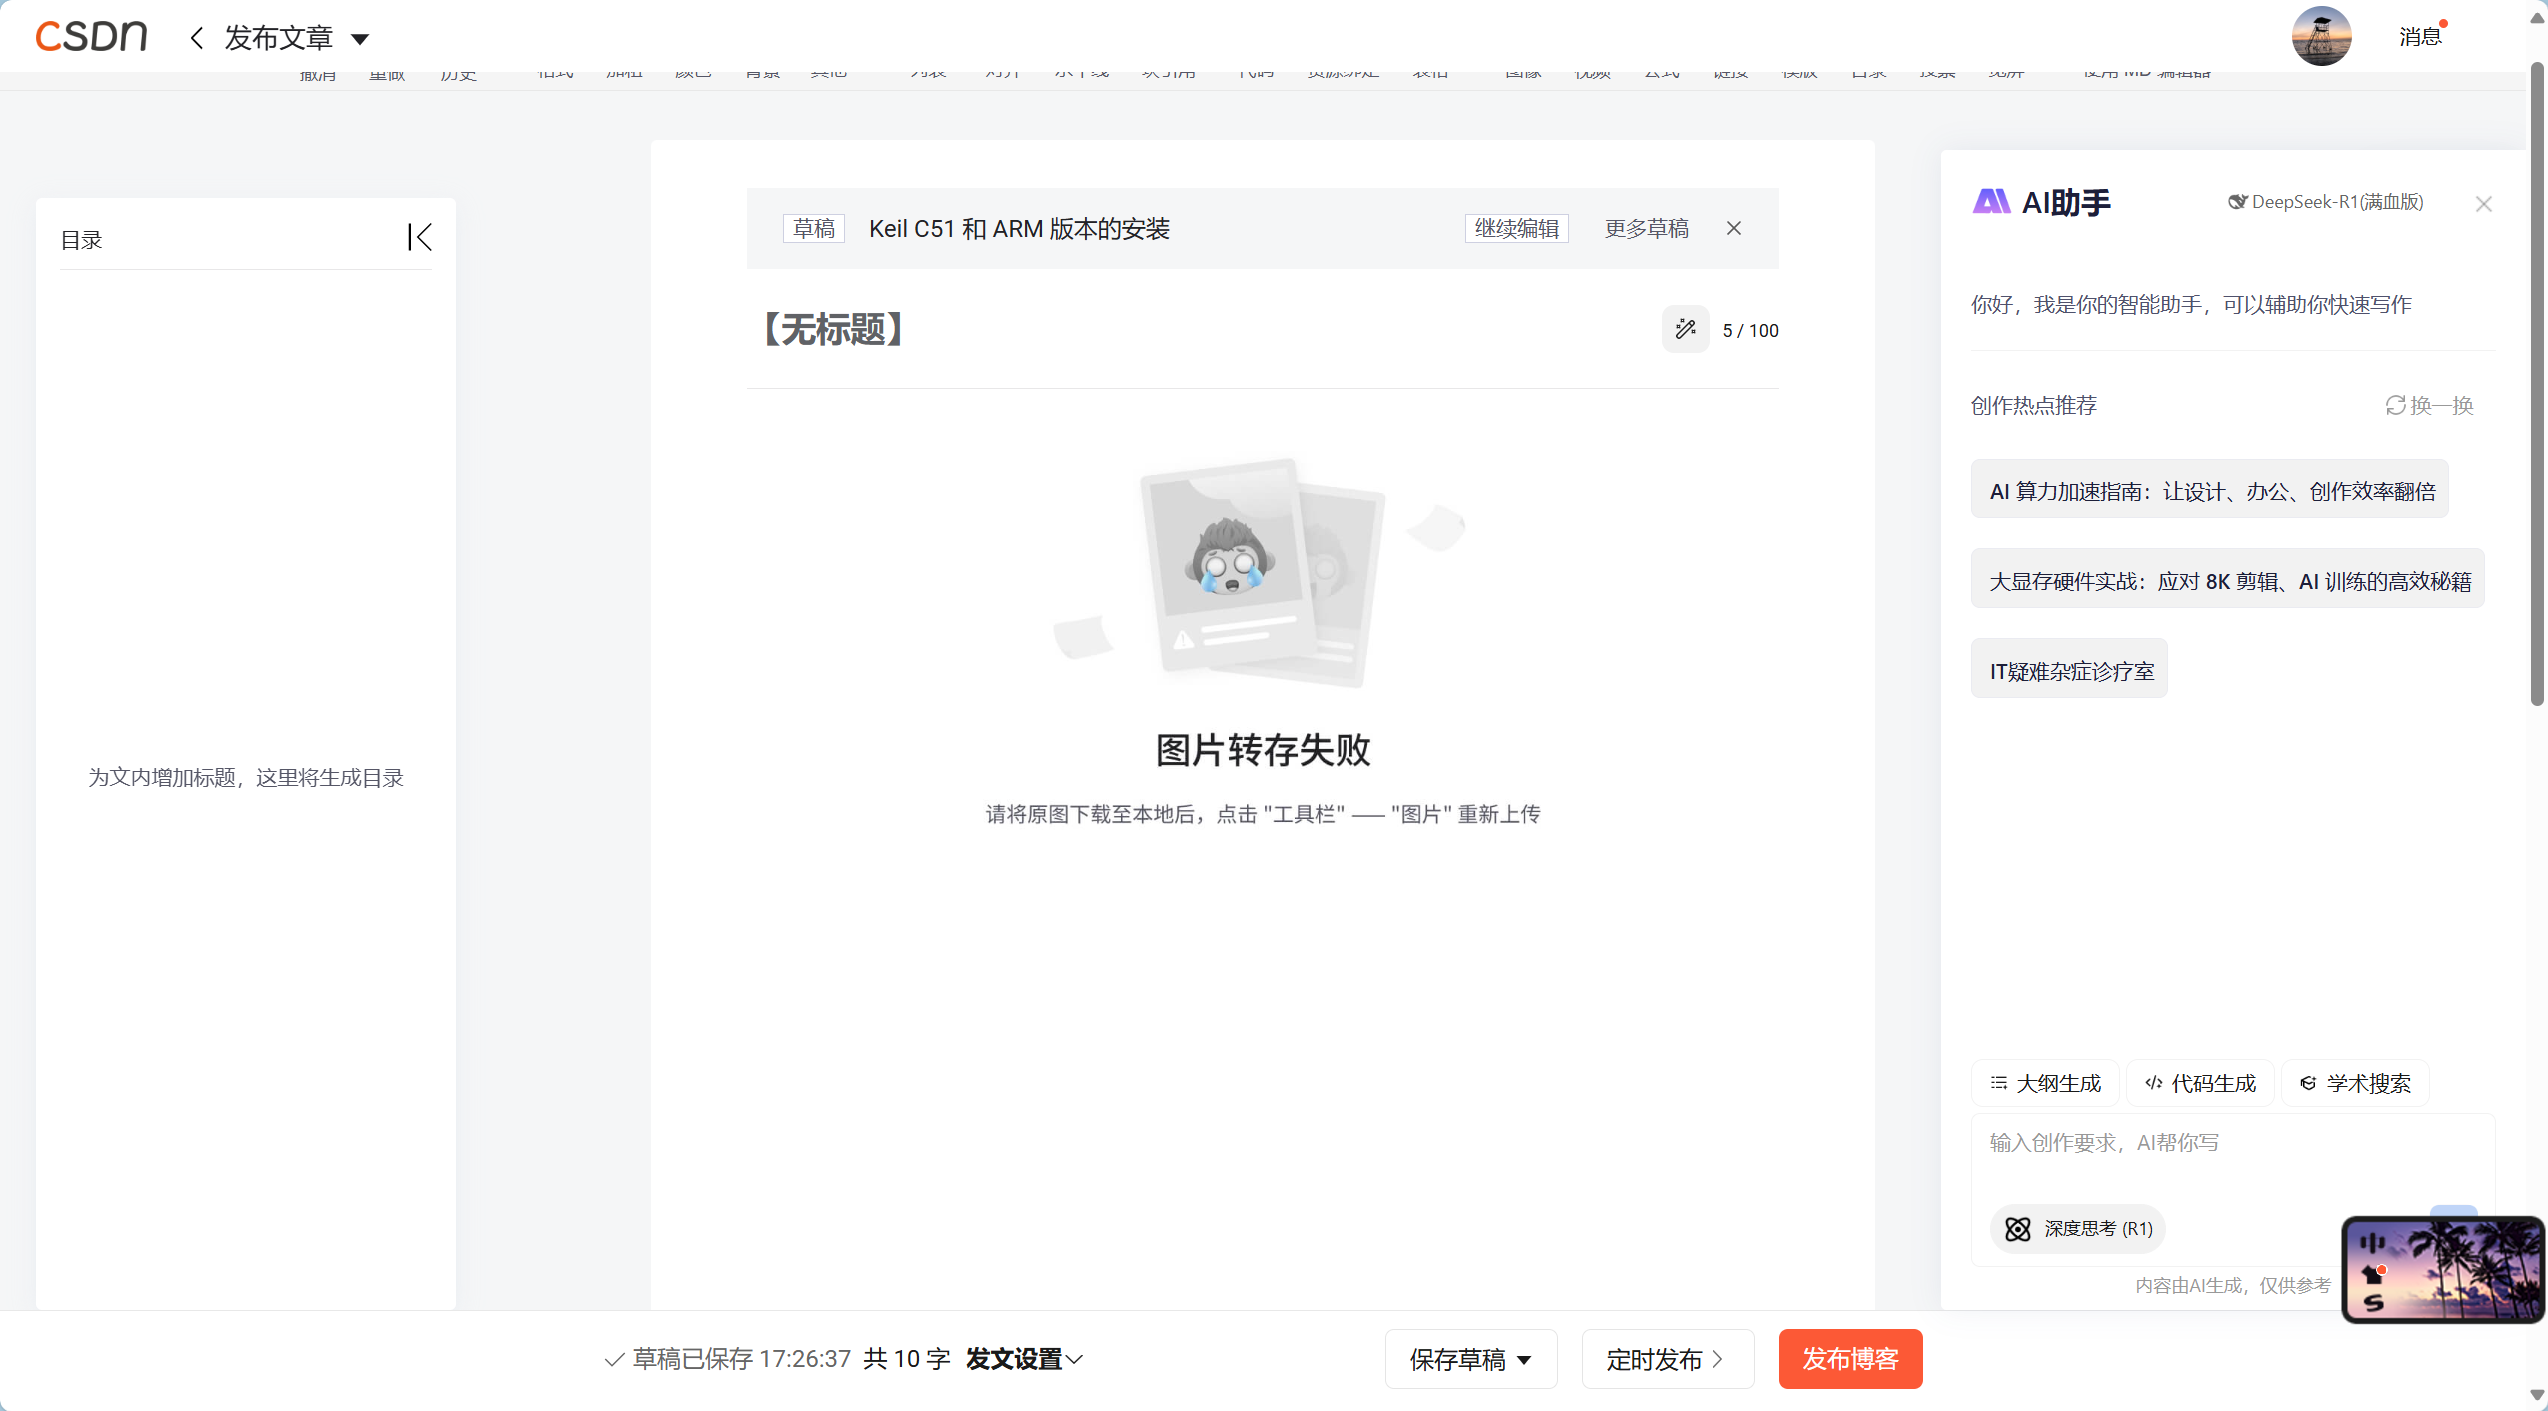 CSDN
发布文章
消息
撤消 重做 历史 格式 加粗 颜色 背景 其他 列表 对齐 水平线 块引用 代码 资源绑定 表格 图像 视频 公式 链接 模版 目录 投票 宽屏 使用 MD 编辑器
目录
为文内增加标题，这里将生成目录
草稿 Keil C51 和 ARM 版本的安装 继续编辑 更多草稿
【无标题】 5 / 100
图片转存失败
请将原图下载至本地后，点击 "工具栏" —— "图片" 重新上传
AI助手 DeepSeek-R1(满血版)
你好，我是你的智能助手，可以辅助你快速写作
创作热点推荐 换一换
AI 算力加速指南：让设计、办公、创作效率翻倍
大显存硬件实战：应对 8K 剪辑、AI 训练的高效秘籍
IT疑难杂症诊疗室
大纲生成 代码生成 学术搜索
输入创作要求，AI帮你写
深度思考 (R1)
内容由AI生成，仅供参考
中
S
草稿已保存 17:26:37 共 10 字 发文设置
保存草稿 定时发布 发布博客